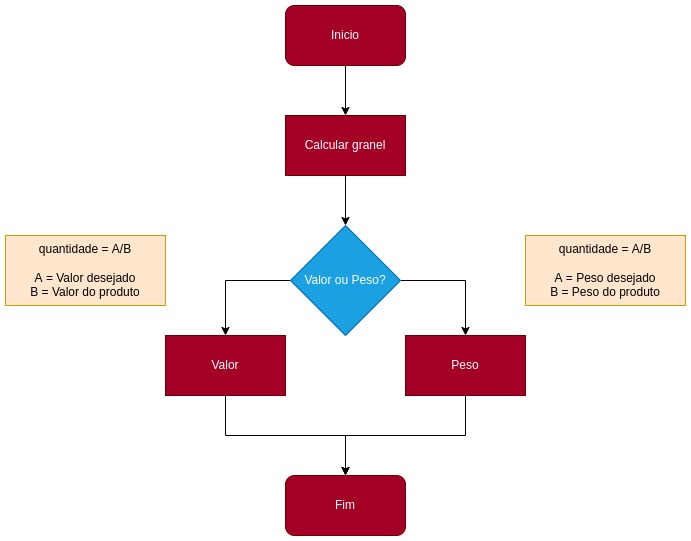 Inicio
Calcular granel
quantidade = A/B
A = Valor desejado
B = Valor do produto
Valor ou Peso?
quantidade = A/B
A = Peso desejado
B = Peso do produto
Valor
Peso
Fim